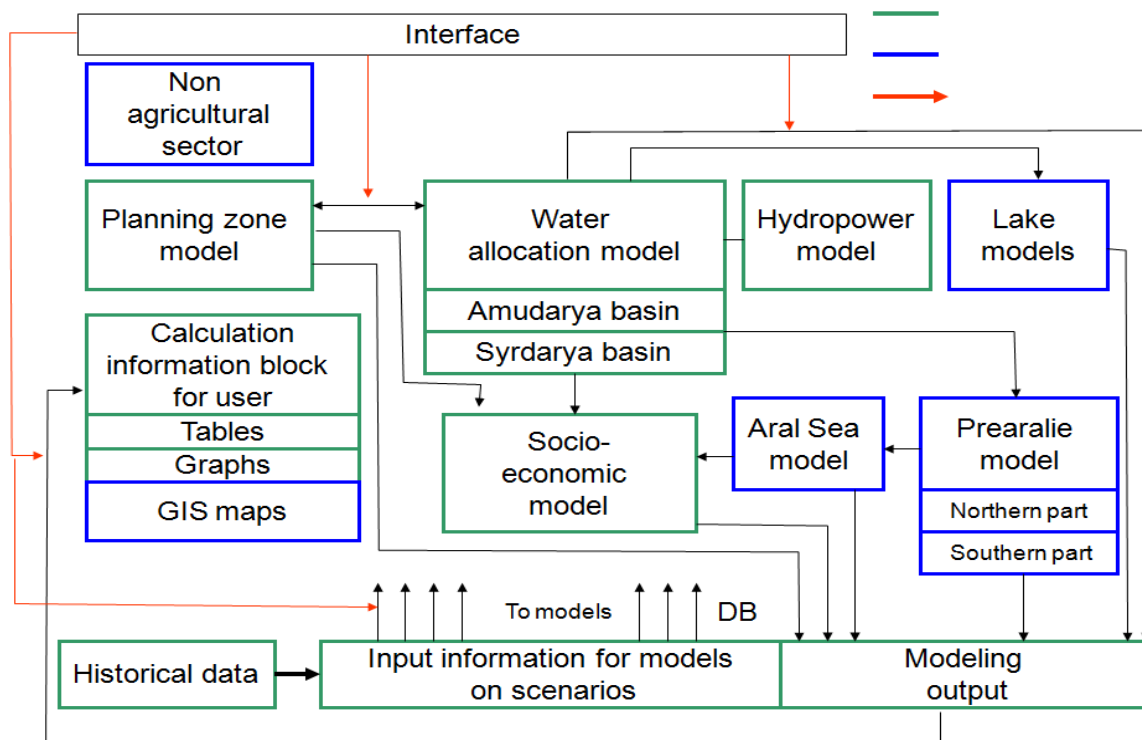 Interface
Non
agricultural
sector
Planning zone
model
Water
allocation model
Hydropower
model
Lake
models
Amudarya basin
Syrdarya basin
Calculation
information block
for user
Tables
Graphs
GIS maps
Socio-
economic
model
Aral Sea
model
Prearalie
model
Northern part
Southern part
To models
DB
Historical data
Input information for models
on scenarios
Modeling
output